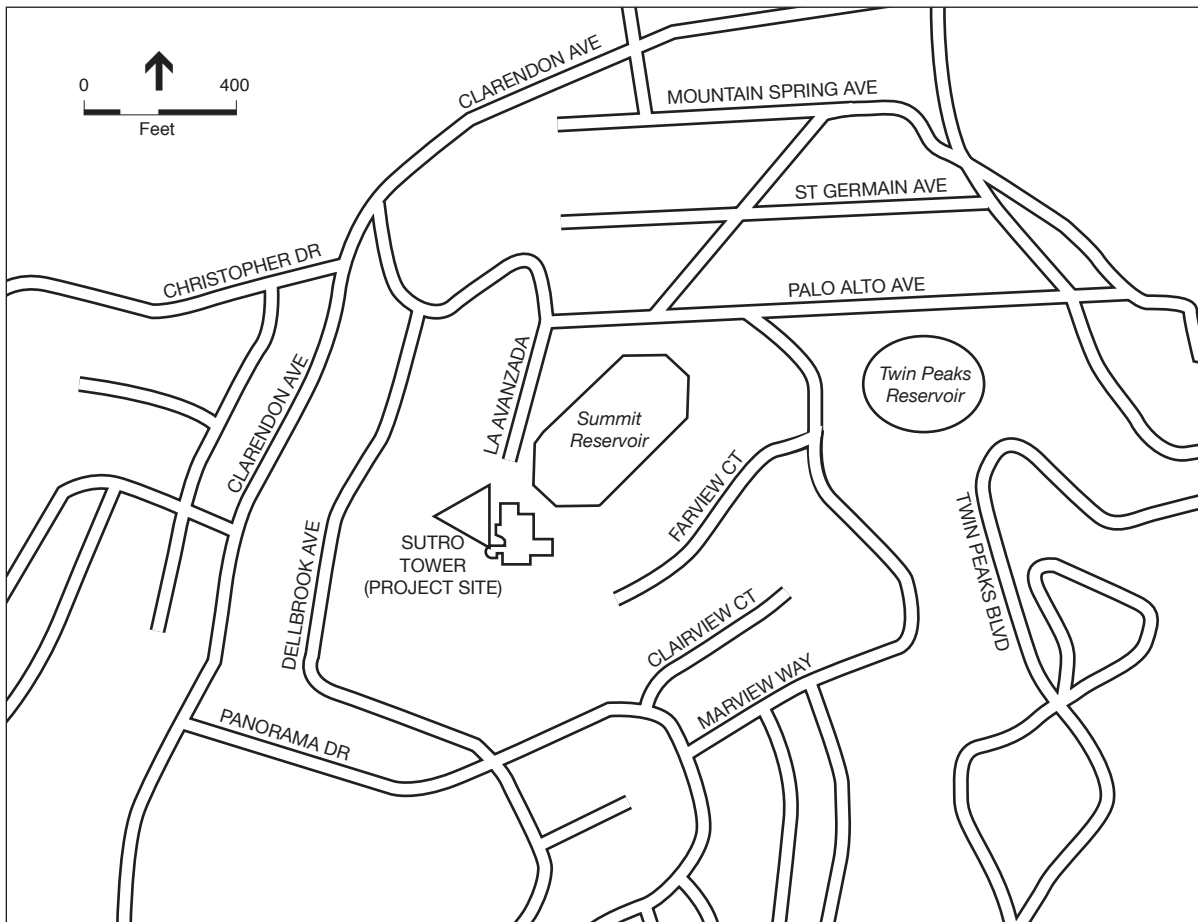 CLARENDON AVE
0
400
Feet
MOUNTAIN SPRING AVE
ST GERMAIN AVE
CHRISTOPHER DR
PALO ALTO AVE
LA AVANZADA
CLARENDON AVE
Twin Peaks
Reservoir
Summit
Reservoir
FARVIEW CT
TWIN PEAKS BLVD
DELLBROOK AVE
SUTRO
TOWER
(PROJECT SITE)
CLAIRVIEW CT
MARVIEW WAY
PANORAMA DR